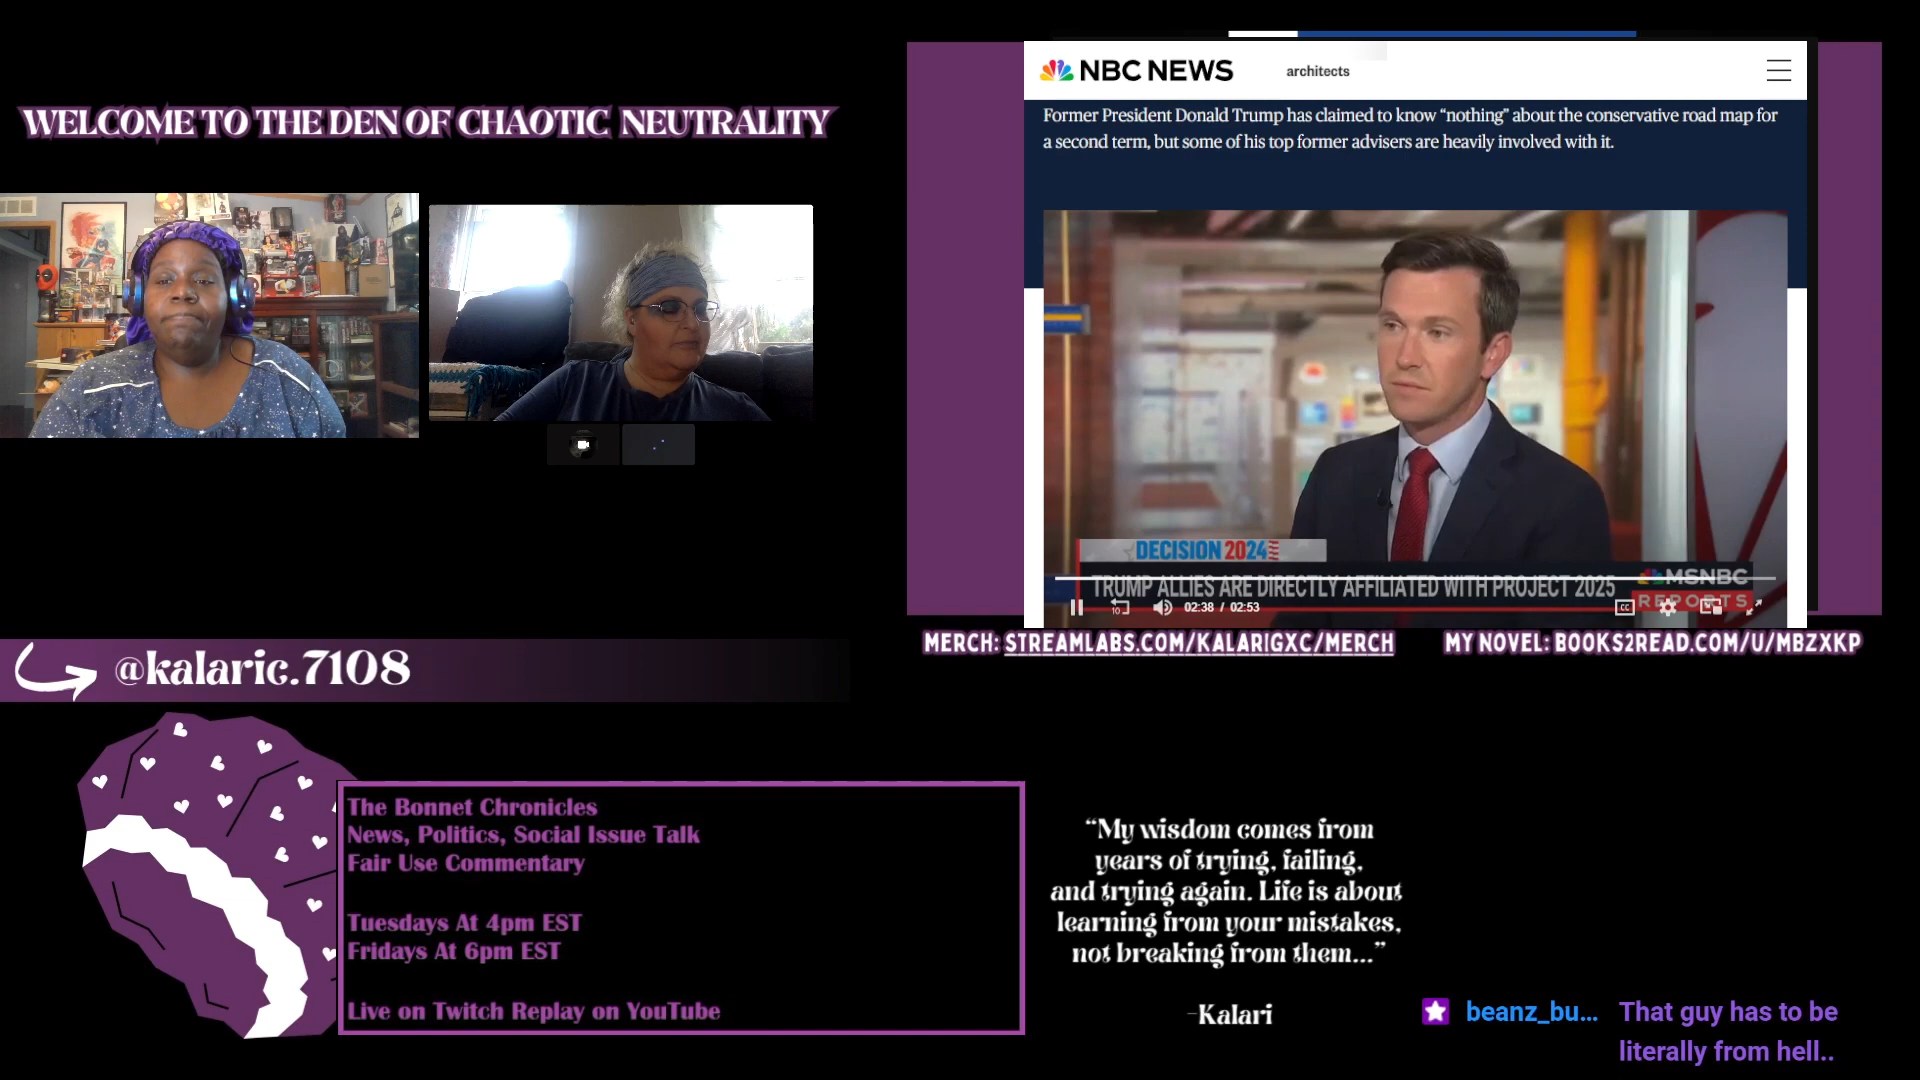 WELCOME TO THE DEN OF CHAOTIC NEUTRALITY
NBC NEWS
architects
Former President Donald Trump has claimed to know “nothing” about the conservative road map for
a second term, but some of his top former advisers are heavily involved with it.
DECISION 2024
TRUMP ALLIES ARE DIRECTLY AFFILIATED WITH PROJECT 2025
MSNBC
REPORTS
10
02:38 / 02:53
CC
MERCH: STREAMLABS.COM/KALARIGXC/MERCH
MY NOVEL: BOOKS2READ.COM/U/MBZXKP
@kalaric.7108
The Bonnet Chronicles
News, Politics, Social Issue Talk
Fair Use Commentary
Tuesdays At 4pm EST
Fridays At 6pm EST
Live on Twitch Replay on YouTube
“My wisdom comes from
years of trying, failing,
and trying again. Life is about
learning from your mistakes,
not breaking from them...”
-Kalari
beanz_bu... That guy has to be
literally from hell..